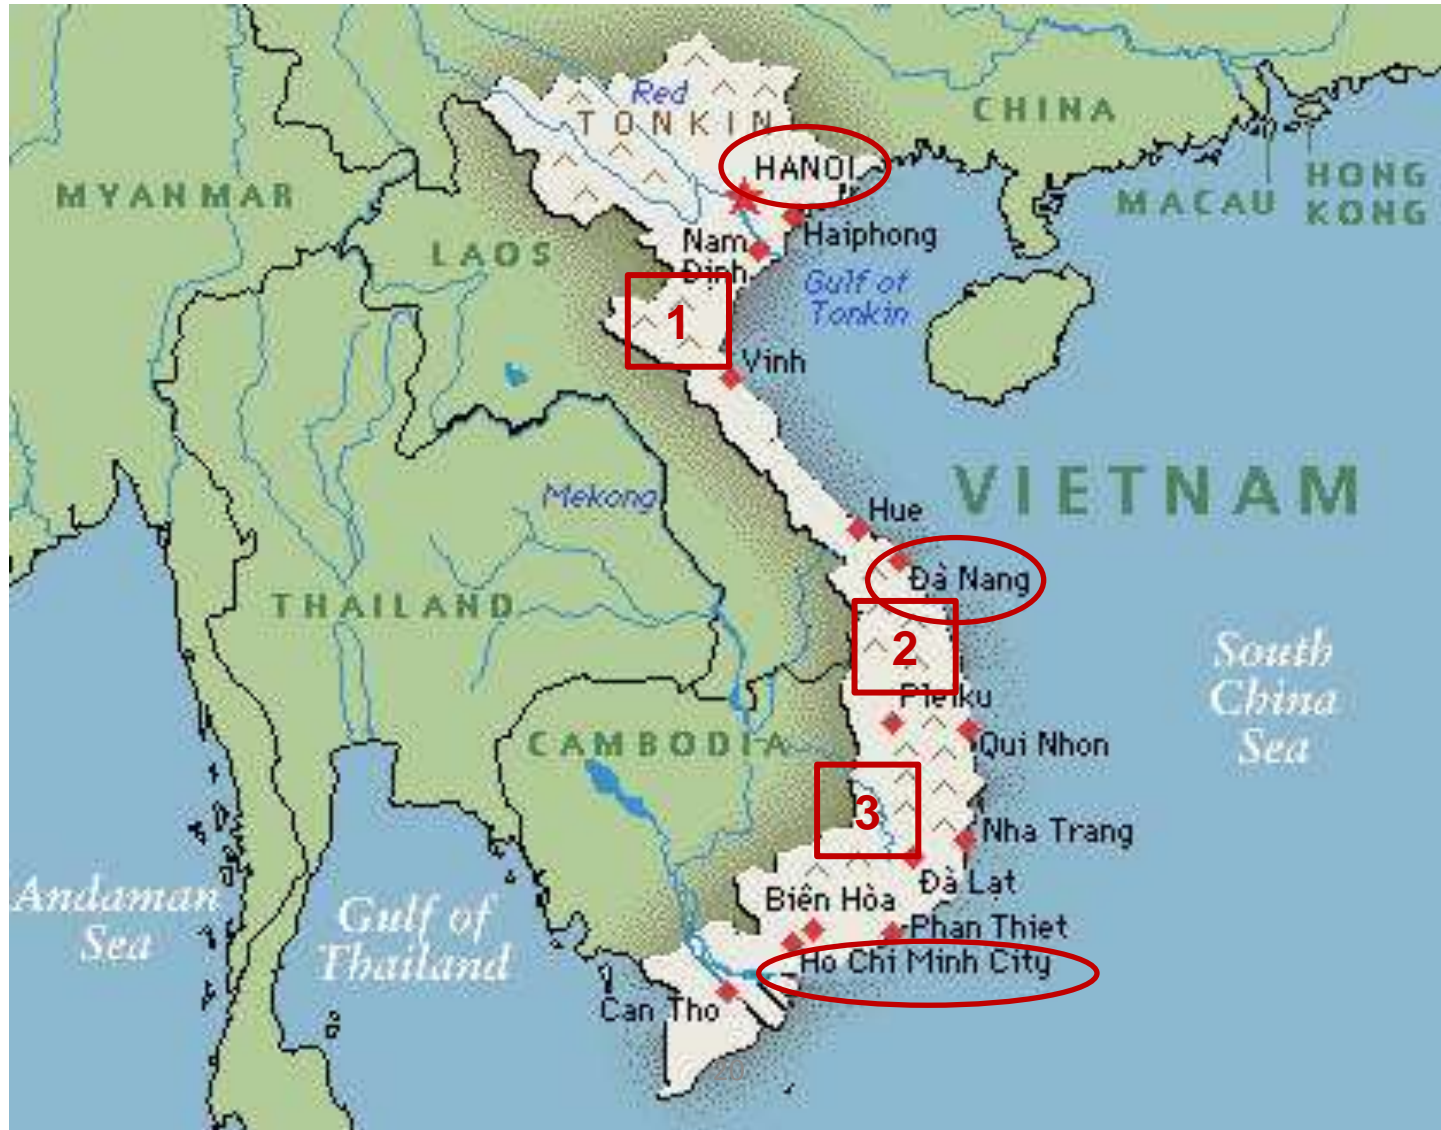 Red
TONKIN
CHINA
HANOI
MYANMAR
MACAU
HONG
KONG
LAOS
Nam
Định
Haiphong
Gulf of
Tonkin
1
Vinh
Mekong
Hue
VIETNAM
Đà Nang
THAILAND
2
South
China
Sea
Pleiku
Qui Nhon
CAMBODIA
3
Nha Trang
Đà Lạt
Biên Hòa
Andaman
Sea
Gulf of
Thailand
Phan Thiet
Ho Chi Minh City
Can Tho